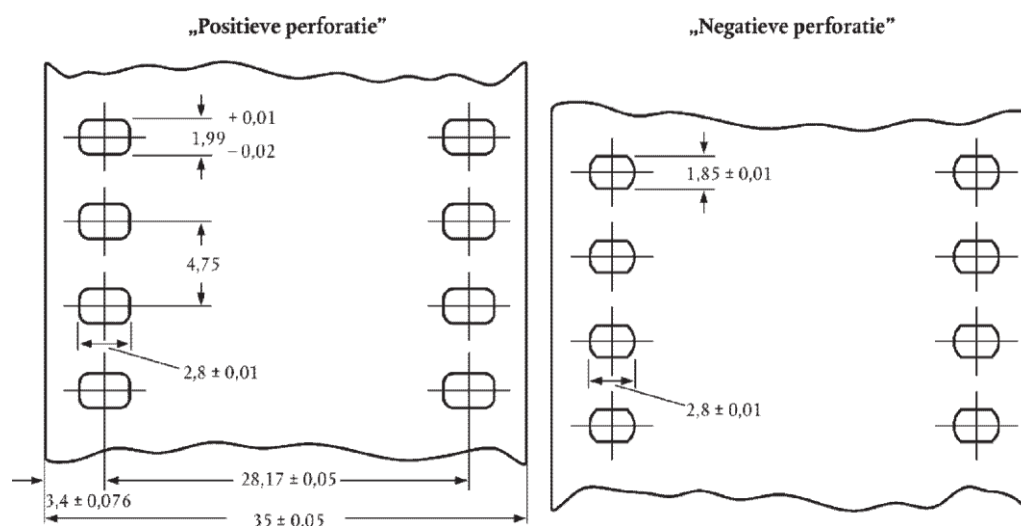 „Positieve perforatie”
„Negatieve perforatie”
+ 0,01
1,99
– 0,02
1,85 ± 0,01
4,75
2,8 ± 0,01
2,8 ± 0,01
28,17 ± 0,05
3,4 ± 0,076
35 ± 0,05